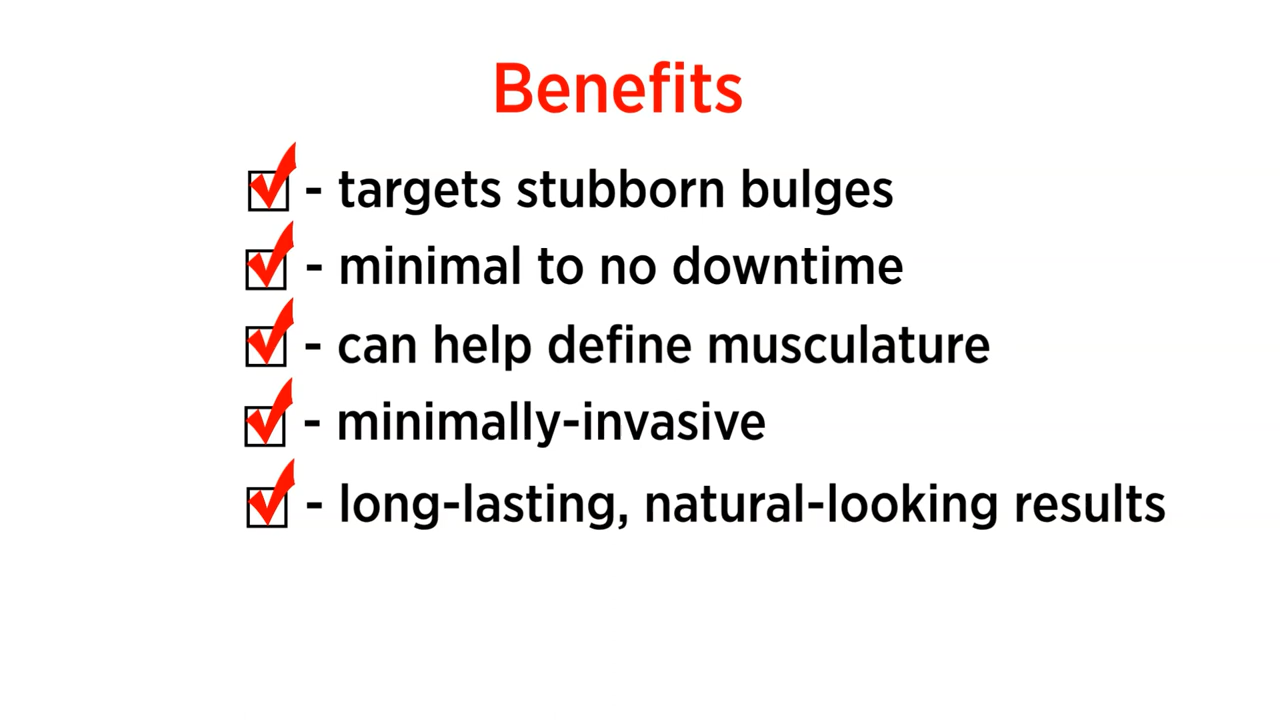 Benefits
- targets stubborn bulges
- minimal to no downtime
- can help define musculature
- minimally-invasive
- long-lasting, natural-looking results